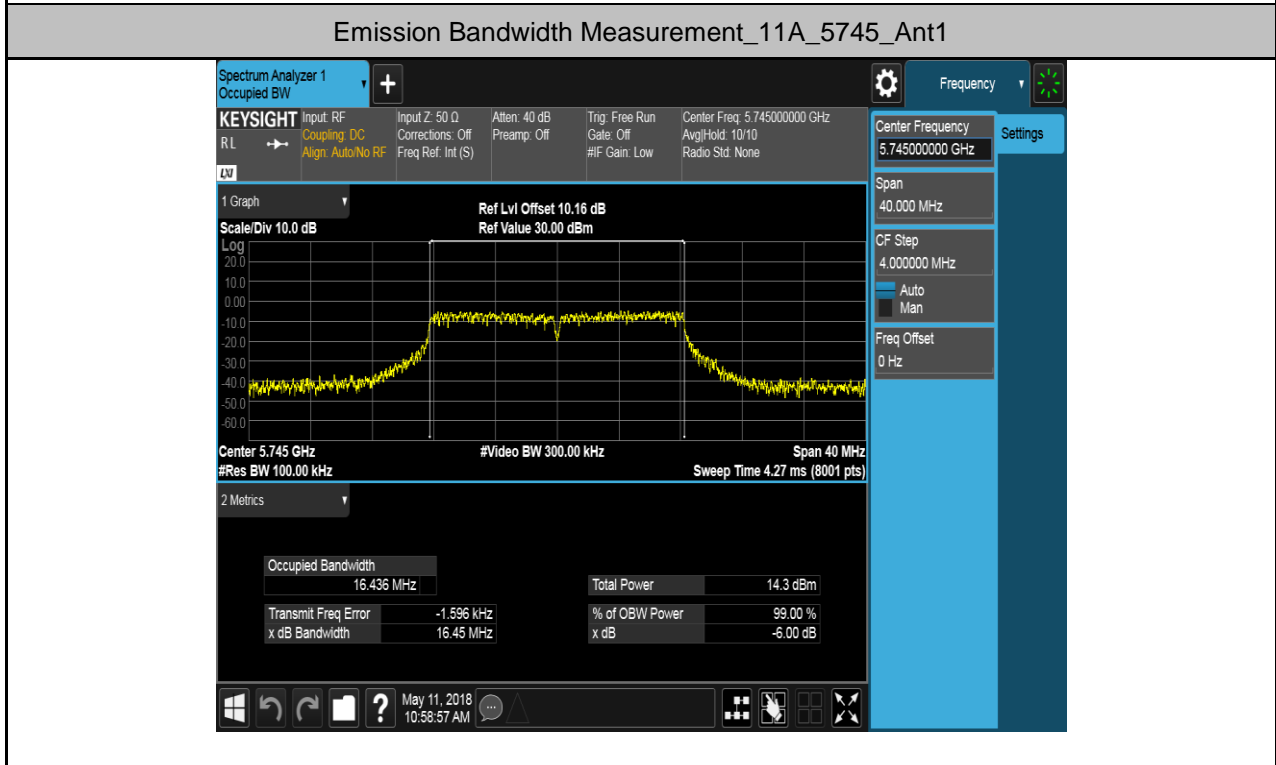 Emission Bandwidth Measurement_11A_5745_Ant1
Spectrum Analyzer 1
Occupied BW
+
Frequency
KEYSIGHT
RL
LXI
Input: RF
Coupling: DC
Align: Auto/No RF
Input Z: 50 Ω
Corrections: Off
Freq Ref: Int (S)
Atten: 40 dB
Preamp: Off
Trig: Free Run
Gate: Off
#IF Gain: Low
Center Freq: 5.745000000 GHz
Avg|Hold: 10/10
Radio Std: None
Center Frequency
5.745000000 GHz
Settings
Span
40.000 MHz
CF Step
4.000000 MHz
Auto
Man
Freq Offset
0 Hz
1 Graph
Scale/Div 10.0 dB
Ref Lvl Offset 10.16 dB
Ref Value 30.00 dBm
Log
20.0
10.0
0.00
-10.0
-20.0
-30.0
-40.0
-50.0
-60.0
Center 5.745 GHz
#Video BW 300.00 kHz
Span 40 MHz
#Res BW 100.00 kHz
Sweep Time 4.27 ms (8001 pts)
2 Metrics
Occupied Bandwidth
16.436 MHz
Total Power 14.3 dBm
Transmit Freq Error -1.596 kHz
% of OBW Power 99.00 %
x dB Bandwidth 16.45 MHz
x dB -6.00 dB
?
May 11, 2018
10:58:57 AM